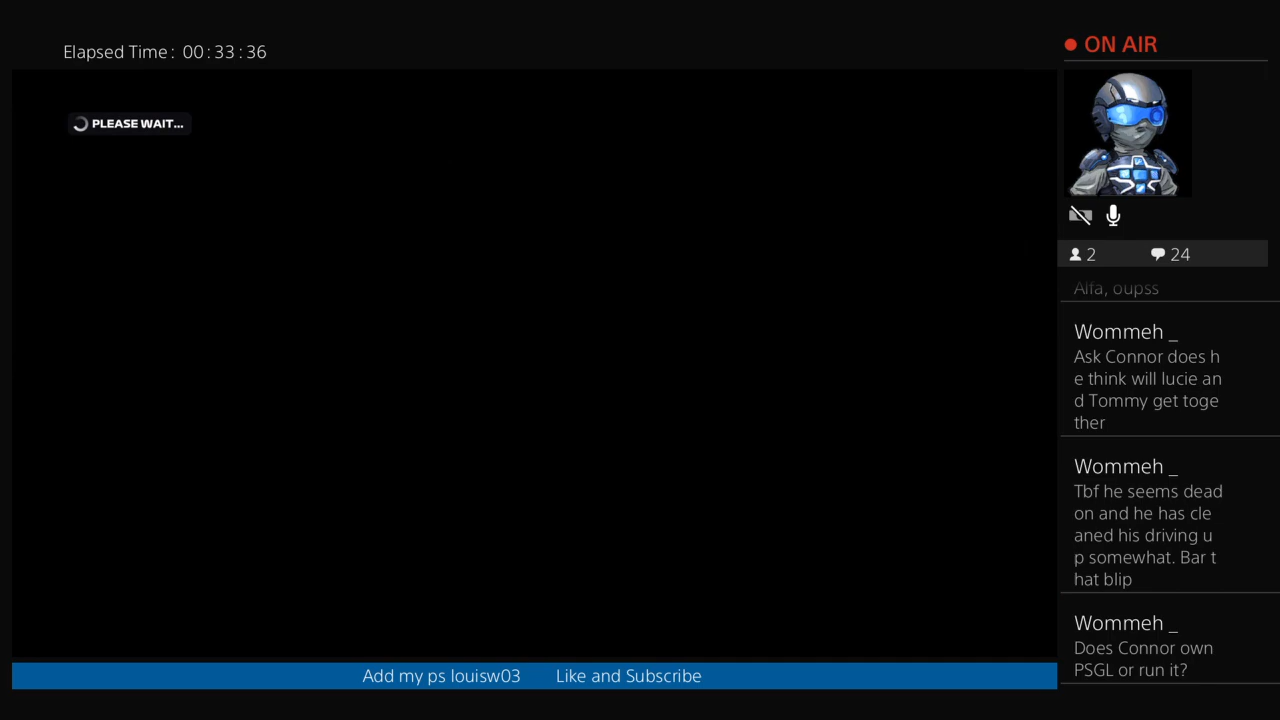 Elapsed Time: 00:33:36
ON AIR
PLEASE WAIT...
2 24
Alfa, oupss
Wommeh _
Ask Connor does h
e think will lucie an
d Tommy get toge
ther
Wommeh _
Tbf he seems dead
on and he has cle
aned his driving u
p somewhat. Bar t
hat blip
Wommeh _
Does Connor own
PSGL or run it?
Add my ps louisw03 Like and Subscribe